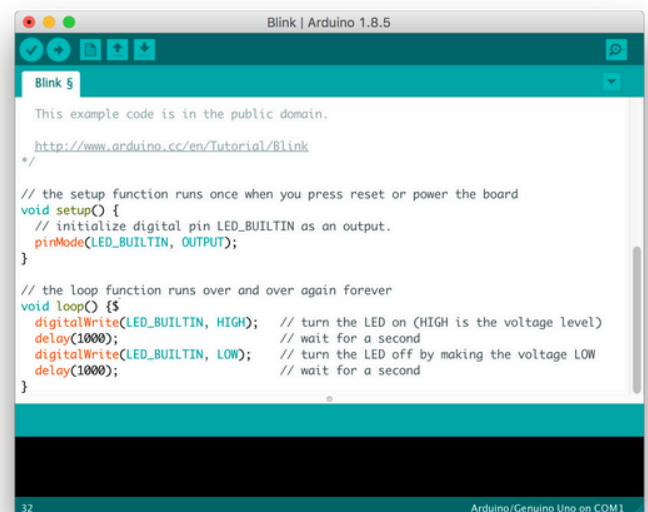 Blink | Arduino 1.8.5
Blink §
This example code is in the public domain.
http://www.arduino.cc/en/Tutorial/Blink
*/
// the setup function runs once when you press reset or power the board
void setup() {
// initialize digital pin LED_BUILTIN as an output.
pinMode(LED_BUILTIN, OUTPUT);
}
// the loop function runs over and over again forever
void loop() {$
digitalWrite(LED_BUILTIN, HIGH);   // turn the LED on (HIGH is the voltage level)
delay(1000);                       // wait for a second
digitalWrite(LED_BUILTIN, LOW);    // turn the LED off by making the voltage LOW
delay(1000);                       // wait for a second
}
32 Arduino/Genuino Uno on COM1